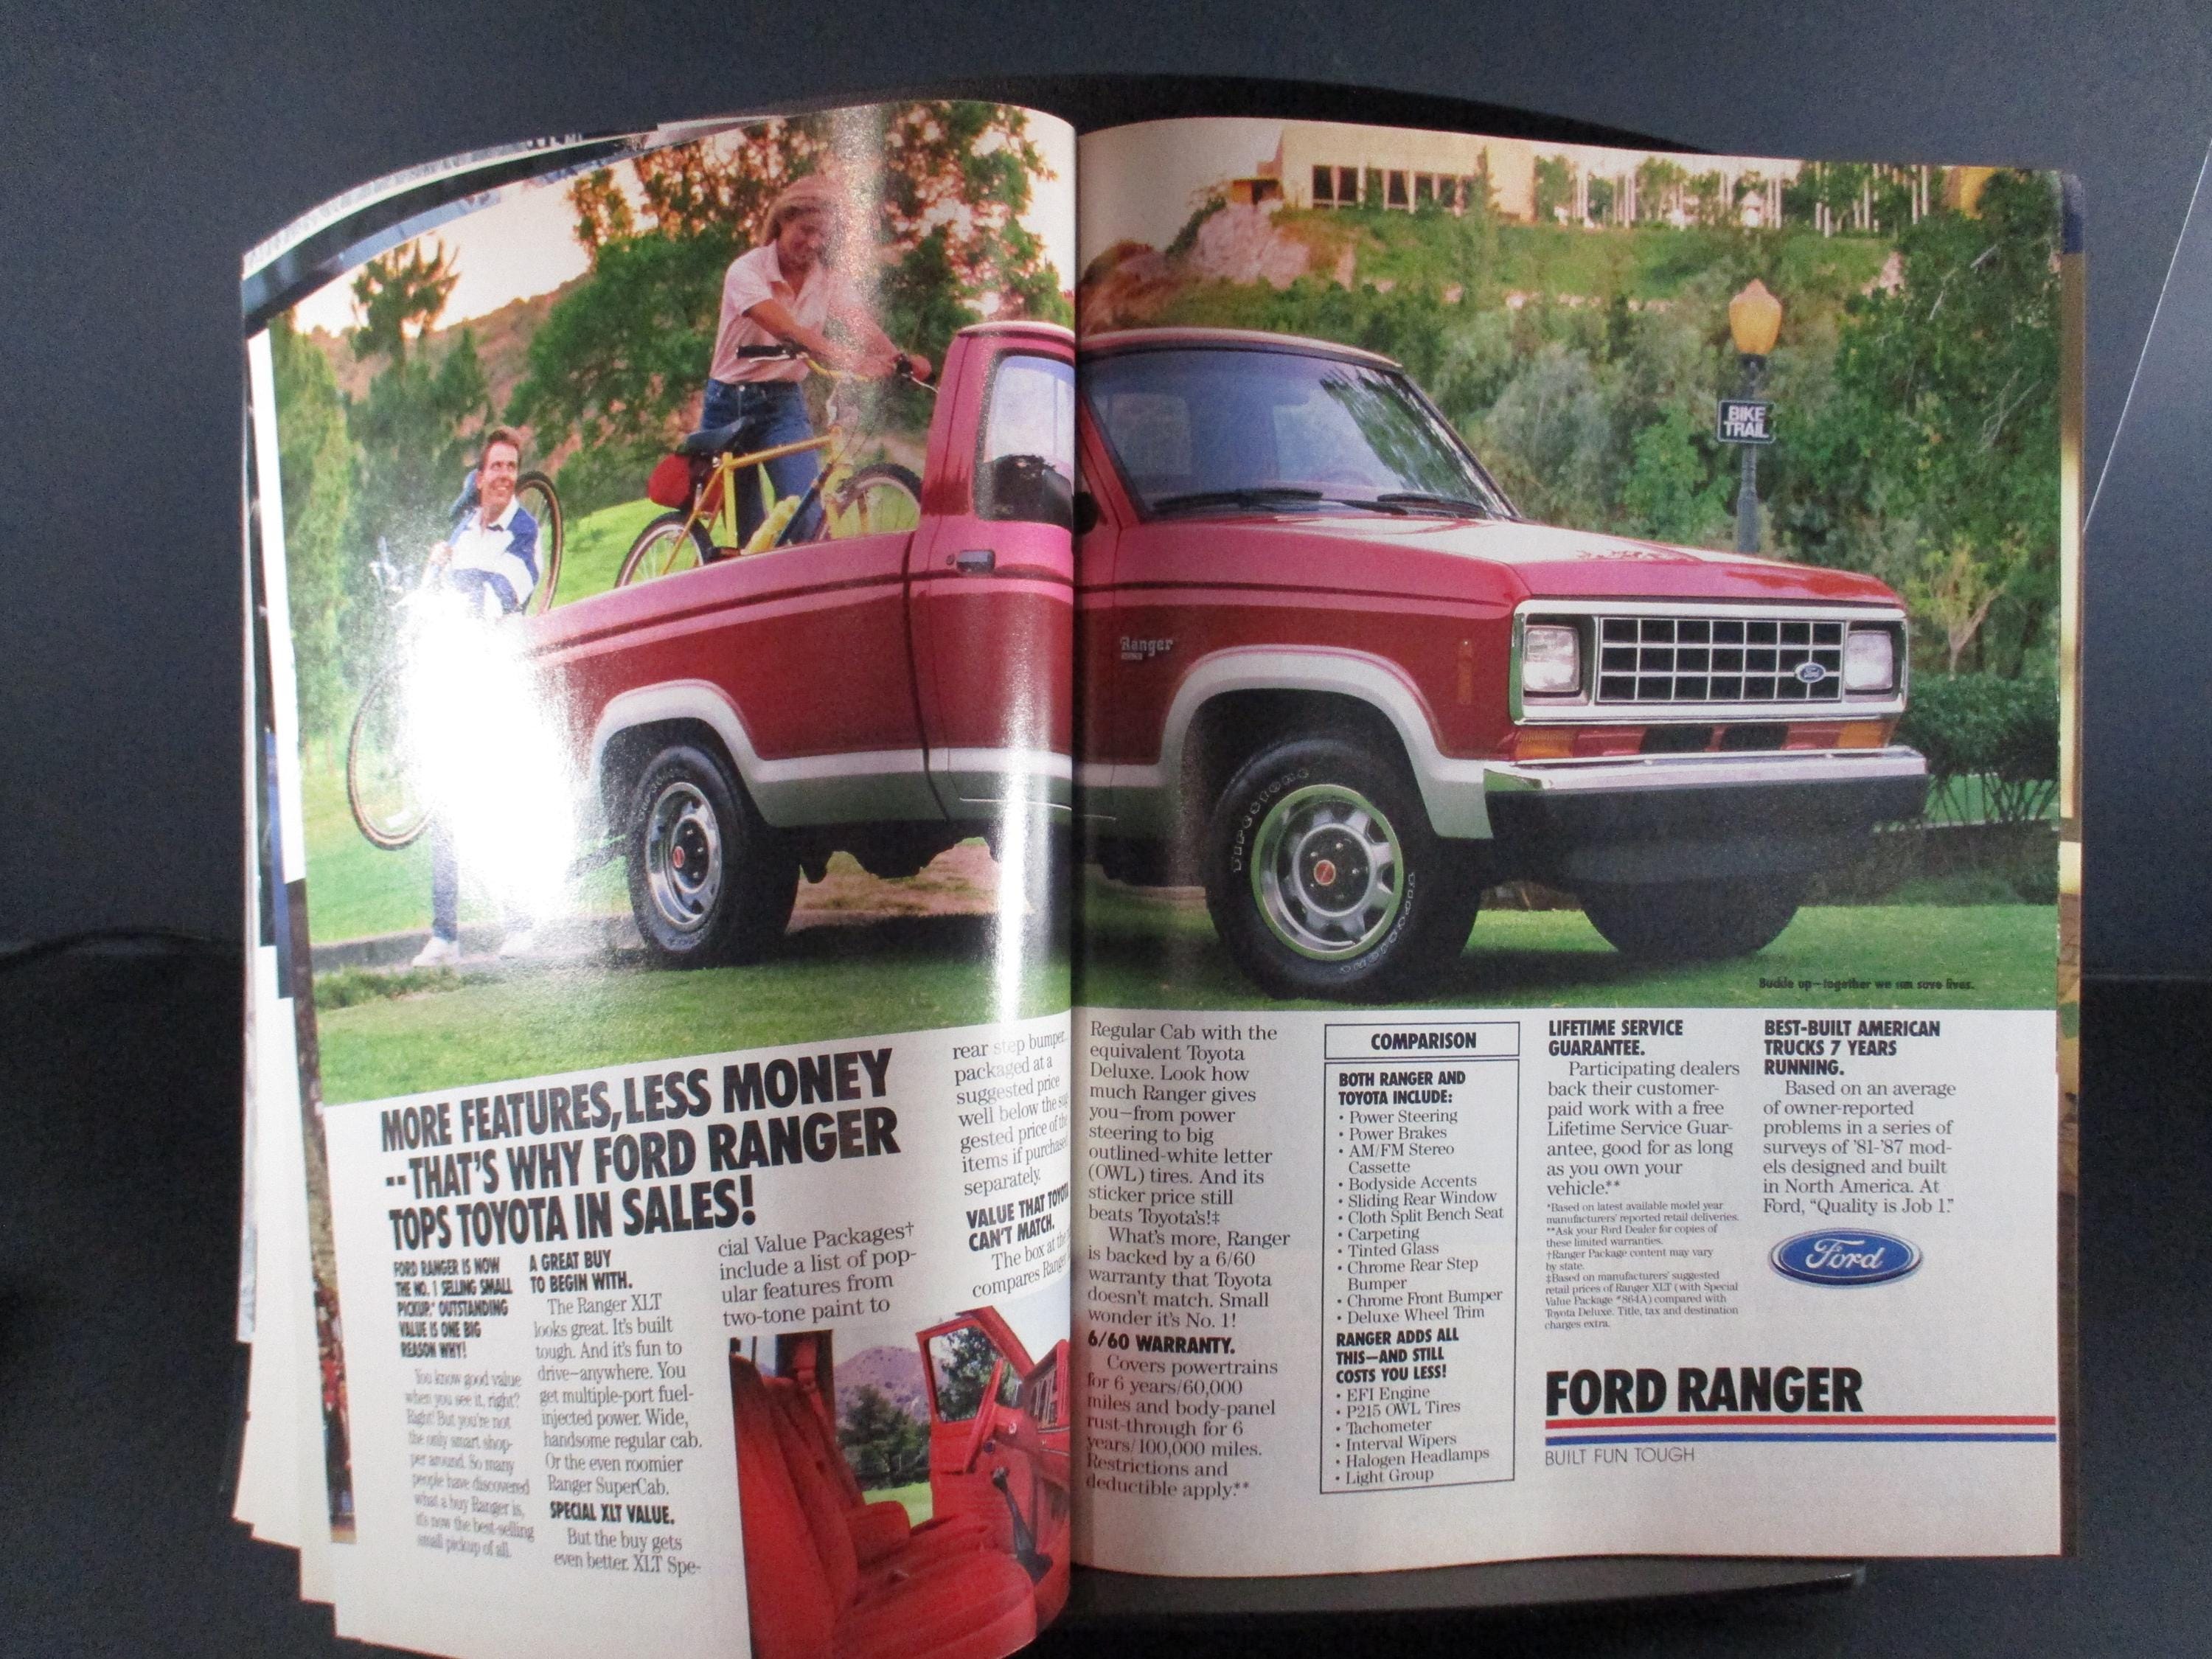 BIKE
TRAIL
Ranger
Ford
FIRESTONE
Buckle up—together we can save lives.
MORE FEATURES, LESS MONEY
--THAT'S WHY FORD RANGER
TOPS TOYOTA IN SALES!
FORD RANGER IS NOW
THE NO. 1 SELLING SMALL
PICKUP.* OUTSTANDING
VALUE IS ONE BIG
REASON WHY!
You know good value
when you see it, right?
Right! But you're not
the only smart shop-
per around. So many
people have discovered
what a buy Ranger is,
it's now the best-selling
small pickup of all.
A GREAT BUY
TO BEGIN WITH.
The Ranger XLT
looks great. It's built
tough. And it's fun to
drive—anywhere. You
get multiple-port fuel-
injected power. Wide,
handsome regular cab.
Or the even roomier
Ranger SuperCab.
SPECIAL XLT VALUE.
But the buy gets
even better. XLT Spe-
cial Value Packages†
include a list of pop-
ular features from
two-tone paint to
rear step bumper...
packaged at a
suggested price
well below the sug-
gested price of the
items if purchased
separately.
VALUE THAT TOYOTA
CAN'T MATCH.
The box at the
compares Ranger
Regular Cab with the
equivalent Toyota
Deluxe. Look how
much Ranger gives
you—from power
steering to big
outlined-white letter
(OWL) tires. And its
sticker price still
beats Toyota's!‡
What's more, Ranger
is backed by a 6/60
warranty that Toyota
doesn't match. Small
wonder it's No. 1!
6/60 WARRANTY.
Covers powertrains
for 6 years/60,000
miles and body-panel
rust-through for 6
years/100,000 miles.
Restrictions and
deductible apply.**
COMPARISON
BOTH RANGER AND
TOYOTA INCLUDE:
• Power Steering
• Power Brakes
• AM/FM Stereo
Cassette
• Bodyside Accents
• Sliding Rear Window
• Cloth Split Bench Seat
• Carpeting
• Tinted Glass
• Chrome Rear Step
Bumper
• Chrome Front Bumper
• Deluxe Wheel Trim
RANGER ADDS ALL
THIS—AND STILL
COSTS YOU LESS!
• EFI Engine
• P215 OWL Tires
• Tachometer
• Interval Wipers
• Halogen Headlamps
• Light Group
LIFETIME SERVICE
GUARANTEE.
Participating dealers
back their customer-
paid work with a free
Lifetime Service Guar-
antee, good for as long
as you own your
vehicle.**
*Based on latest available model year
manufacturers' reported retail deliveries.
**Ask your Ford Dealer for copies of
these limited warranties.
†Ranger Package content may vary
by state.
‡Based on manufacturers' suggested
retail prices of Ranger XLT (with Special
Value Package #864A) compared with
Toyota Deluxe. Title, tax and destination
charges extra.
BEST-BUILT AMERICAN
TRUCKS 7 YEARS
RUNNING.
Based on an average
of owner-reported
problems in a series of
surveys of '81-'87 mod-
els designed and built
in North America. At
Ford, "Quality is Job 1."
Ford
FORD RANGER
BUILT FUN TOUGH